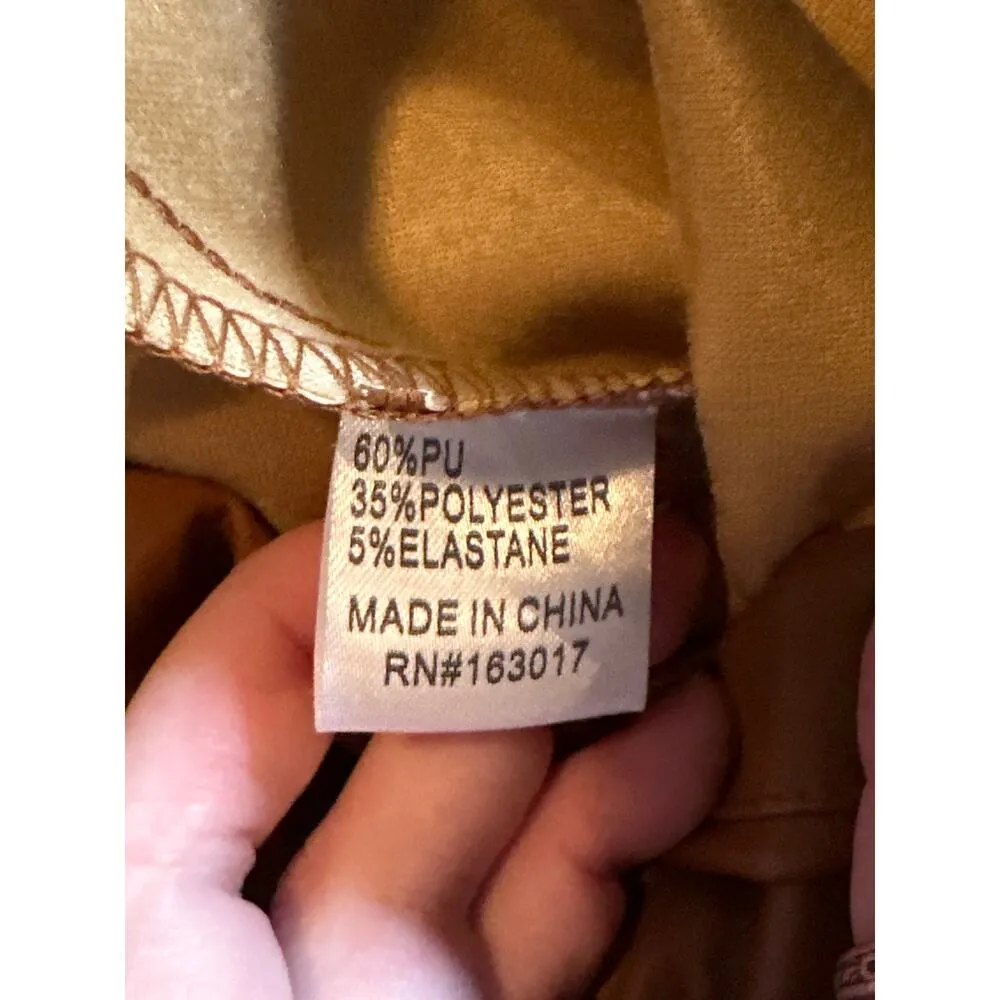 60%PU
35%POLYESTER
5%ELASTANE
MADE IN CHINA
RN#163017